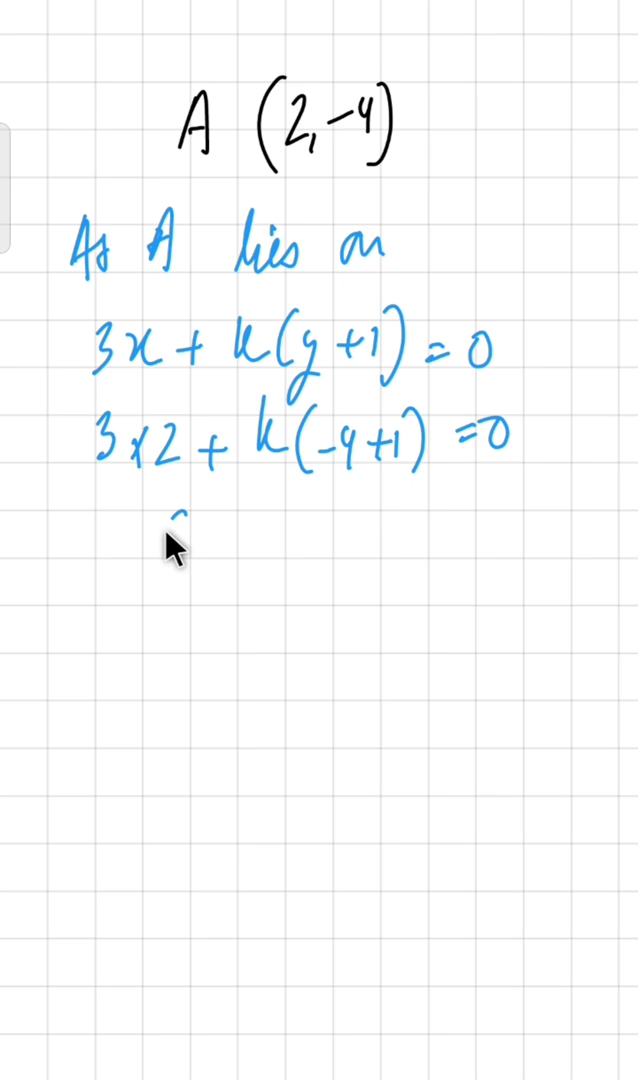 A (2, -4)
As A lies on
3x + k(y + 1) = 0
3 × 2 + k(-4 + 1) = 0